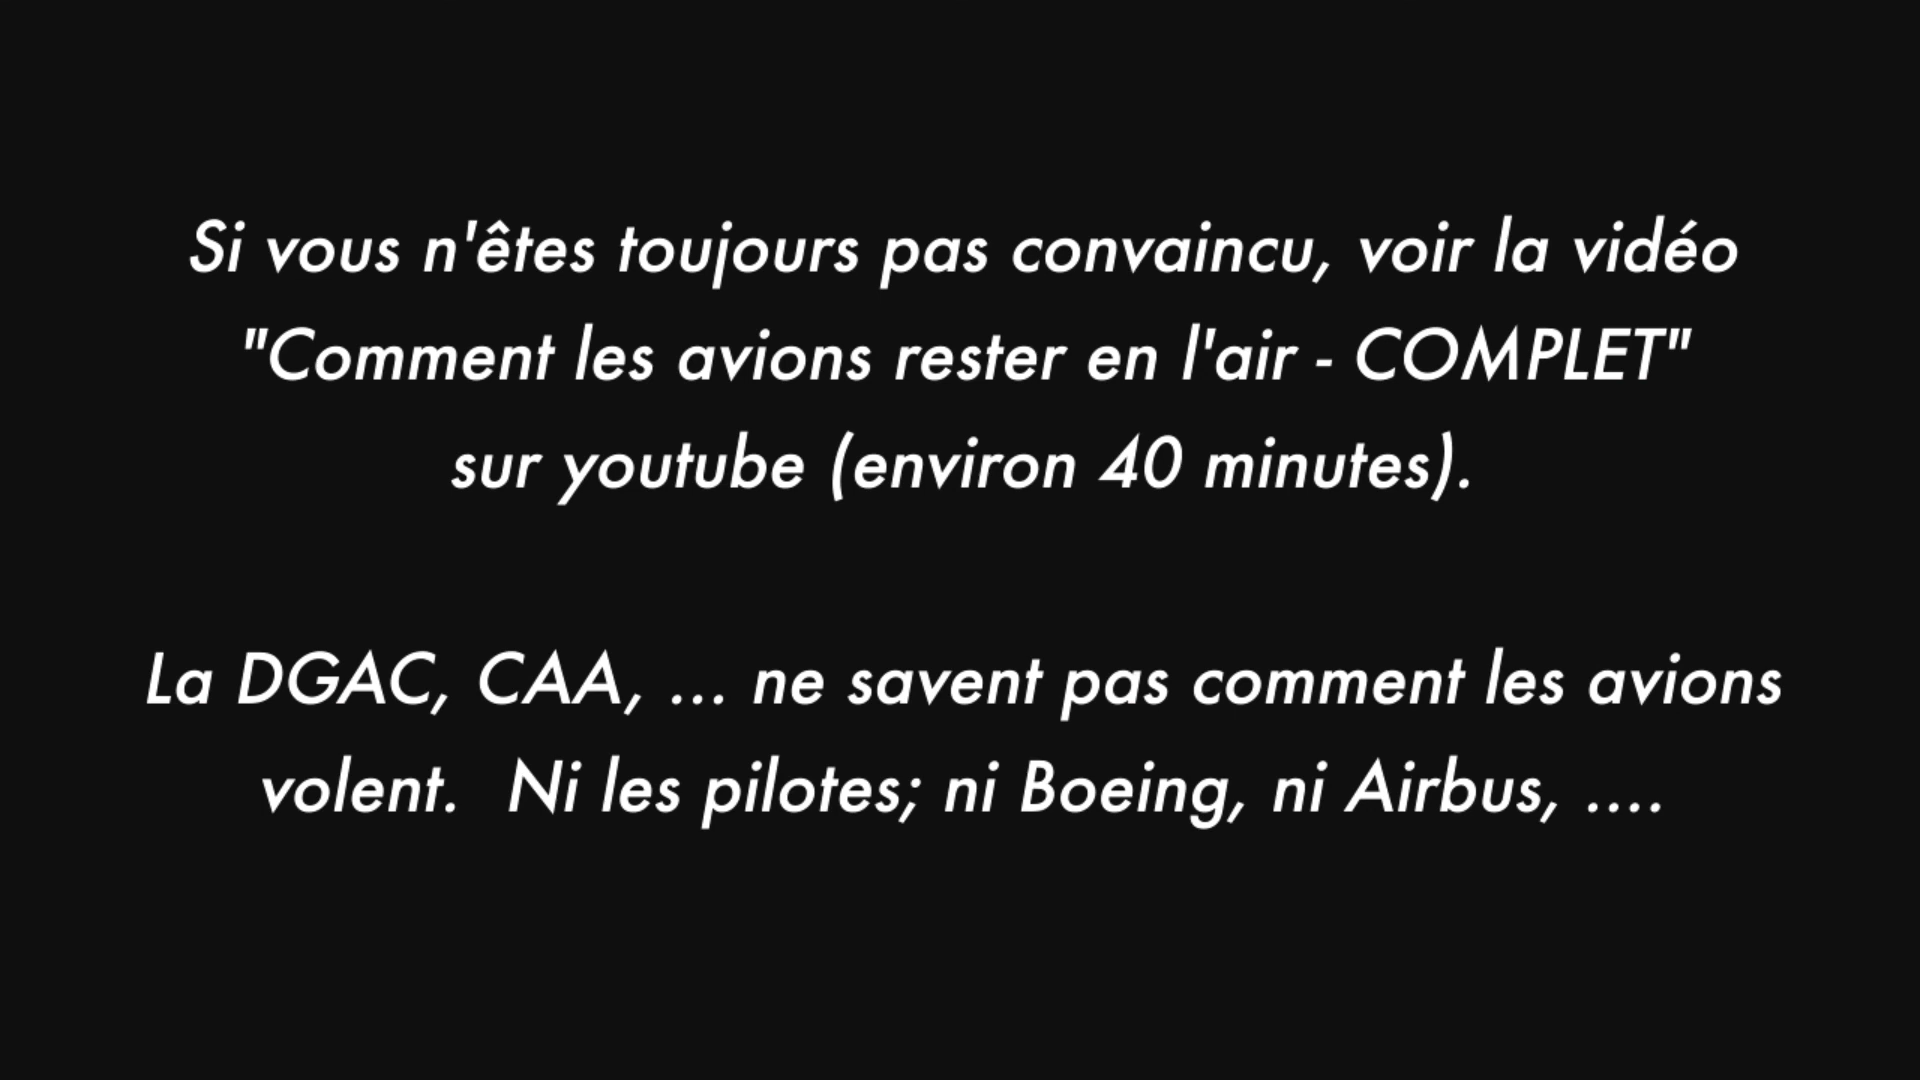 Si vous n'êtes toujours pas convaincu, voir la vidéo
"Comment les avions rester en l'air - COMPLET"
sur youtube (environ 40 minutes).
La DGAC, CAA, ... ne savent pas comment les avions
volent.  Ni les pilotes; ni Boeing, ni Airbus, ....